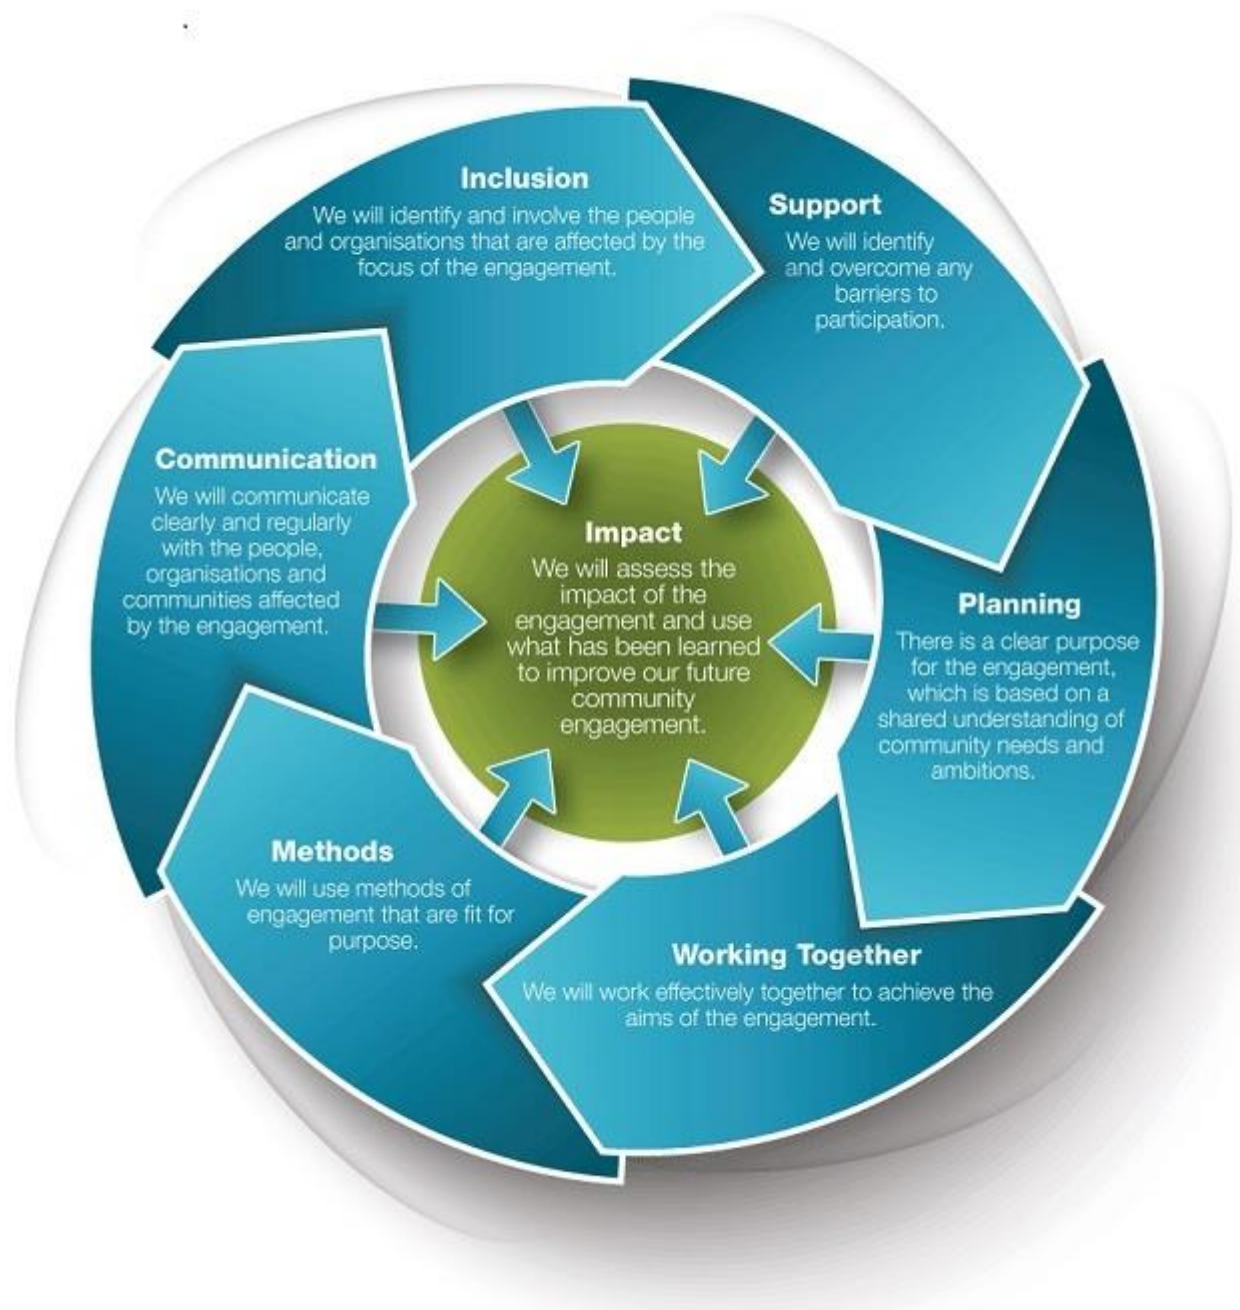 Inclusion
We will identify and involve the people
and organisations that are affected by the
focus of the engagement.
Support
We will identify
and overcome any
barriers to
participation.
Planning
There is a clear purpose
for the engagement,
which is based on a
shared understanding of
community needs and
ambitions.
Working Together
We will work effectively together to achieve the
aims of the engagement.
Methods
We will use methods of
engagement that are fit for
purpose.
Communication
We will communicate
clearly and regularly
with the people,
organisations and
communities affected
by the engagement.
Impact
We will assess the
impact of the
engagement and use
what has been learned
to improve our future
community
engagement.